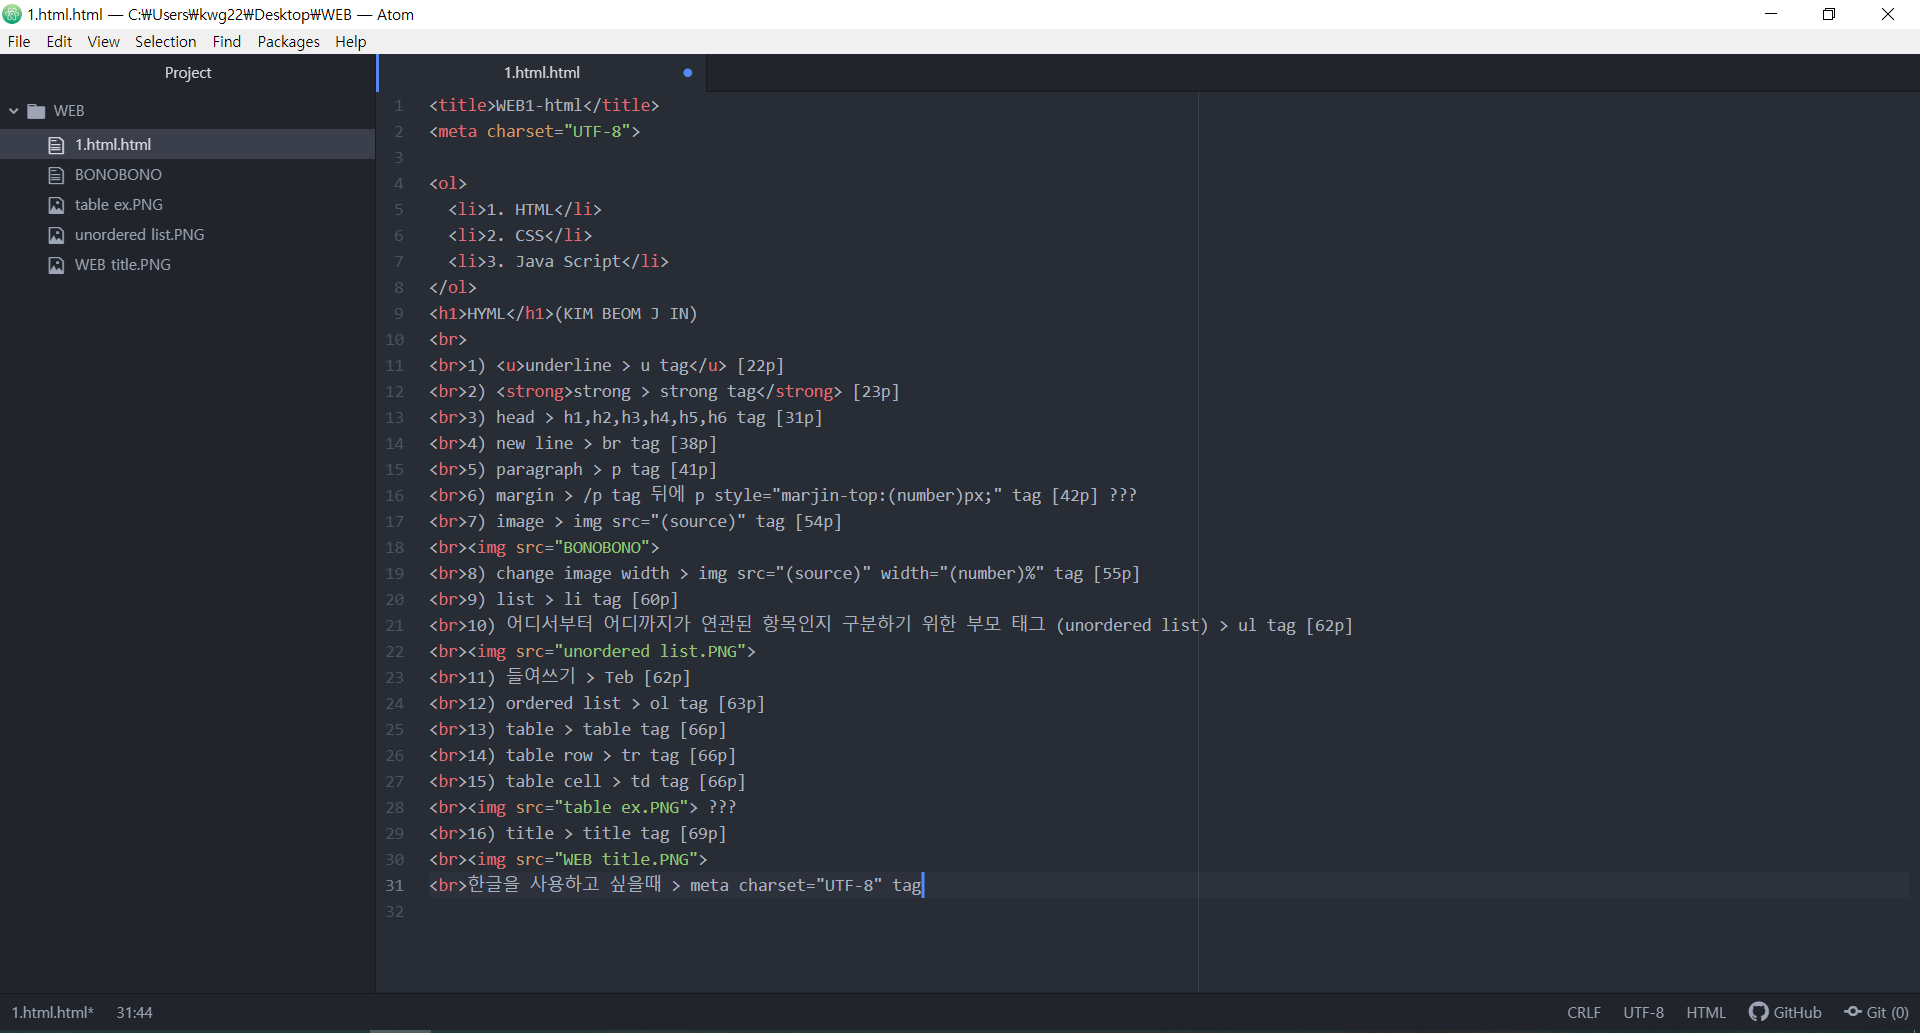 1.html.html — C:₩Users₩kwg22₩Desktop₩WEB — Atom
File Edit View Selection Find Packages Help
Project
WEB
1.html.html
BONOBONO
table ex.PNG
unordered list.PNG
WEB title.PNG
1.html.html
1 <title>WEB1-html</title>
2 <meta charset="UTF-8">
3
4 <ol>
5 <li>1. HTML</li>
6 <li>2. CSS</li>
7 <li>3. Java Script</li>
8 </ol>
9 <h1>HYML</h1>(KIM BEOM J IN)
10 <br>
11 <br>1) <u>underline > u tag</u> [22p]
12 <br>2) <strong>strong > strong tag</strong> [23p]
13 <br>3) head > h1,h2,h3,h4,h5,h6 tag [31p]
14 <br>4) new line > br tag [38p]
15 <br>5) paragraph > p tag [41p]
16 <br>6) margin > /p tag 뒤에 p style="marjin-top:(number)px;" tag [42p] ???
17 <br>7) image > img src="(source)" tag [54p]
18 <br><img src="BONOBONO">
19 <br>8) change image width > img src="(source)" width="(number)%" tag [55p]
20 <br>9) list > li tag [60p]
21 <br>10) 어디서부터 어디까지가 연관된 항목인지 구분하기 위한 부모 태그 (unordered list) > ul tag [62p]
22 <br><img src="unordered list.PNG">
23 <br>11) 들여쓰기 > Teb [62p]
24 <br>12) ordered list > ol tag [63p]
25 <br>13) table > table tag [66p]
26 <br>14) table row > tr tag [66p]
27 <br>15) table cell > td tag [66p]
28 <br><img src="table ex.PNG"> ???
29 <br>16) title > title tag [69p]
30 <br><img src="WEB title.PNG">
31 <br>한글을 사용하고 싶을때 > meta charset="UTF-8" tag
32
1.html.html* 31:44 CRLF UTF-8 HTML GitHub Git (0)